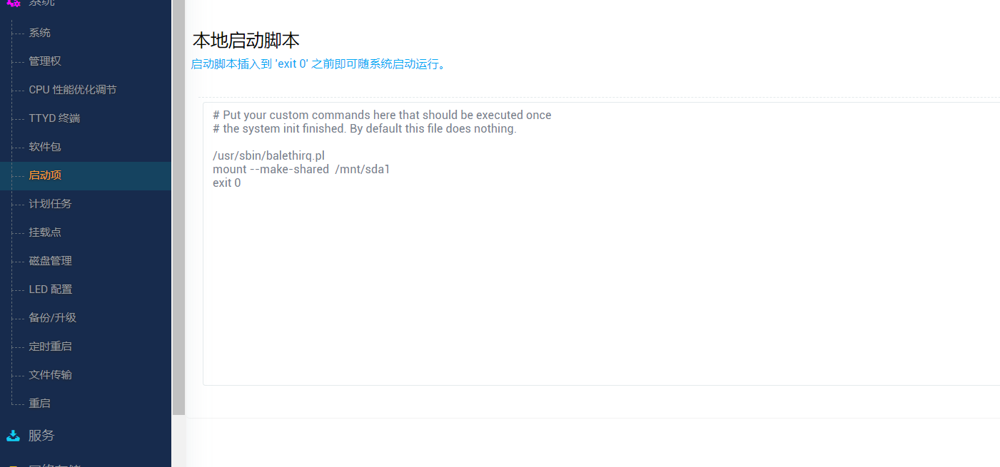 系统
系统
管理权
CPU 性能优化调节
TTYD 终端
软件包
启动项
计划任务
挂载点
磁盘管理
LED 配置
备份/升级
定时重启
文件传输
重启
服务
本地启动脚本
启动脚本插入到 'exit 0' 之前即可随系统启动运行。
# Put your custom commands here that should be executed once
# the system init finished. By default this file does nothing.
/usr/sbin/balethirq.pl
mount --make-shared  /mnt/sda1
exit 0